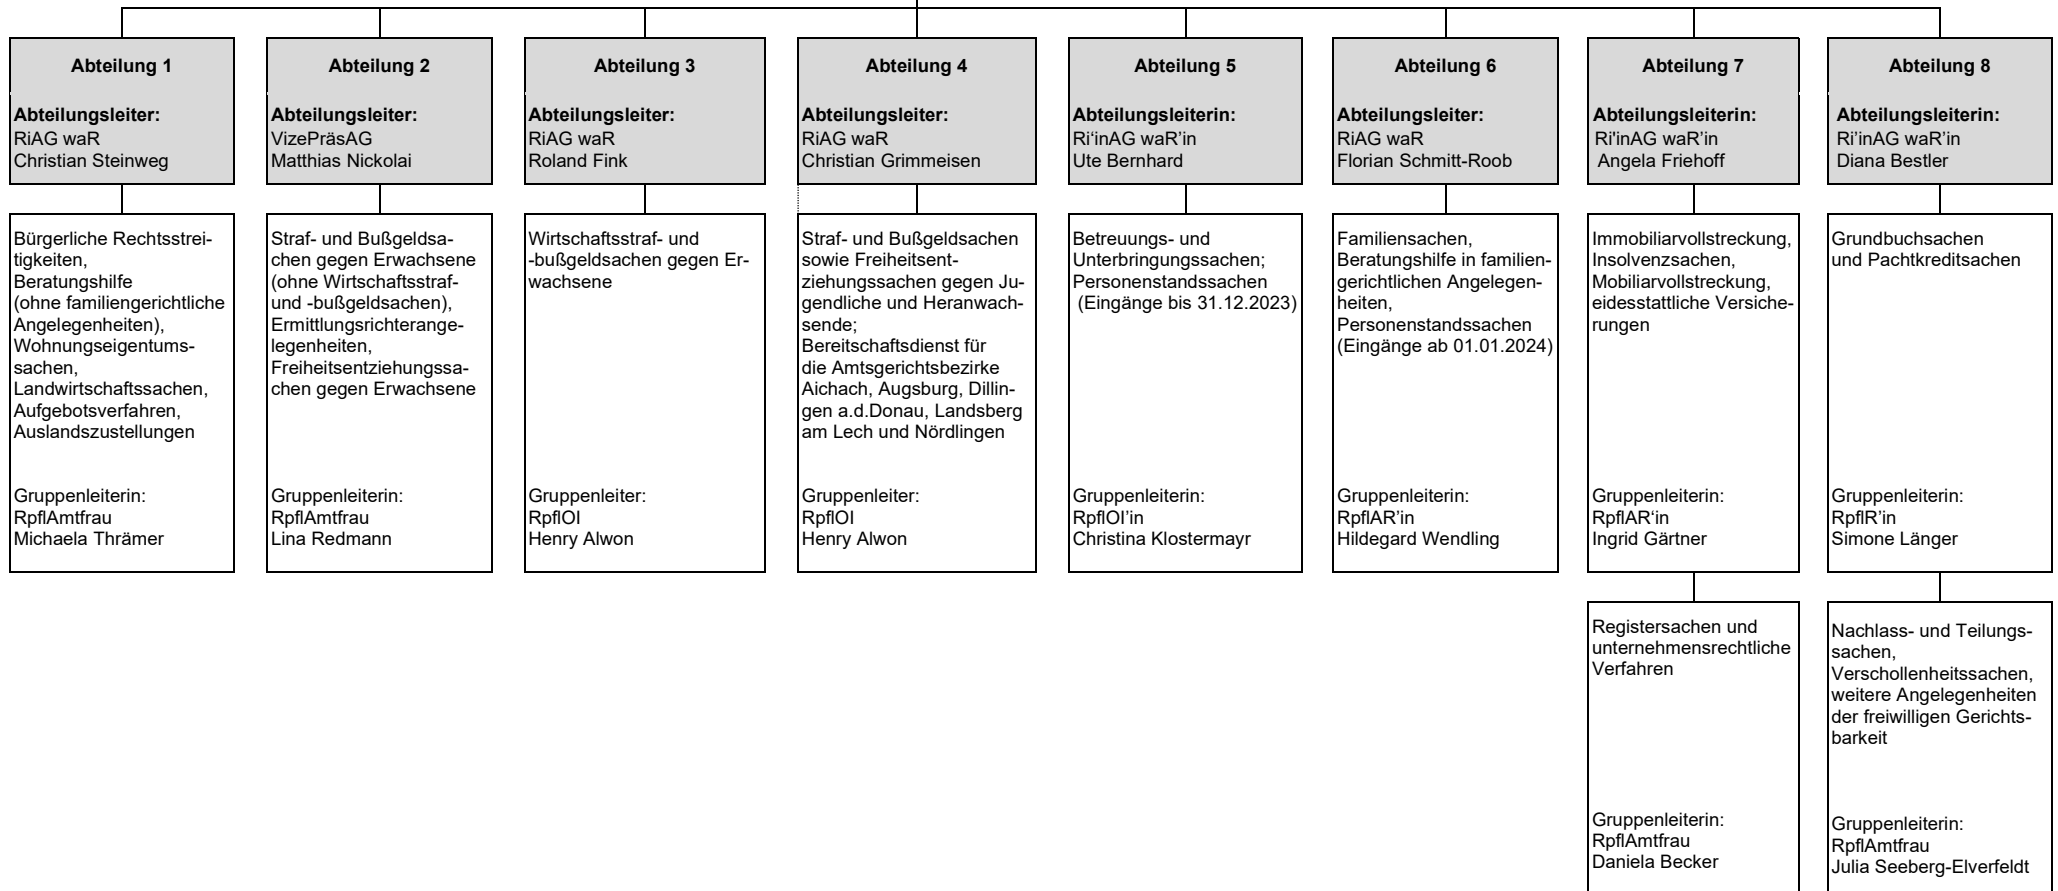 Abteilung 1
Abteilungsleiter:
RiAG waR
Christian Steinweg
Bürgerliche Rechtsstrei-
tigkeiten,
Beratungshilfe
(ohne familiengerichtliche
Angelegenheiten),
Wohnungseigentums-
sachen,
Landwirtschaftssachen,
Aufgebotsverfahren,
Auslandszustellungen
Gruppenleiterin:
RpflAmtfrau
Michaela Thrämer
Abteilung 2
Abteilungsleiter:
VizePräsAG
Matthias Nickolai
Straf- und Bußgeldsa-
chen gegen Erwachsene
(ohne Wirtschaftsstraf-
und -bußgeldsachen),
Ermittlungsrichterange-
legenheiten,
Freiheitsentziehungssa-
chen gegen Erwachsene
Gruppenleiterin:
RpflAmtfrau
Lina Redmann
Abteilung 3
Abteilungsleiter:
RiAG waR
Roland Fink
Wirtschaftsstraf- und
-bußgeldsachen gegen Er-
wachsene
Gruppenleiter:
RpflOI
Henry Alwon
Abteilung 4
Abteilungsleiter:
RiAG waR
Christian Grimmeisen
Straf- und Bußgeldsachen
sowie Freiheitsent-
ziehungssachen gegen Ju-
gendliche und Heranwach-
sende;
Bereitschaftsdienst für
die Amtsgerichtsbezirke
Aichach, Augsburg, Dillin-
gen a.d.Donau, Landsberg
am Lech und Nördlingen
Gruppenleiter:
RpflOI
Henry Alwon
Abteilung 5
Abteilungsleiterin:
Ri‘inAG waR’in
Ute Bernhard
Betreuungs- und
Unterbringungssachen;
Personenstandssachen
(Eingänge bis 31.12.2023)
Gruppenleiterin:
RpflOI’in
Christina Klostermayr
Abteilung 6
Abteilungsleiter:
RiAG waR
Florian Schmitt-Roob
Familiensachen,
Beratungshilfe in familien-
gerichtlichen Angelegen-
heiten,
Personenstandssachen
(Eingänge ab 01.01.2024)
Gruppenleiterin:
RpflAR’in
Hildegard Wendling
Abteilung 7
Abteilungsleiterin:
Ri'inAG waR’in
Angela Friehoff
Immobiliarvollstreckung,
Insolvenzsachen,
Mobiliarvollstreckung,
eidesstattliche Versiche-
rungen
Gruppenleiterin:
RpflAR‘in
Ingrid Gärtner
Registersachen und
unternehmensrechtliche
Verfahren
Gruppenleiterin:
RpflAmtfrau
Daniela Becker
Abteilung 8
Abteilungsleiterin:
Ri’inAG waR’in
Diana Bestler
Grundbuchsachen
und Pachtkreditsachen
Gruppenleiterin:
RpflR’in
Simone Länger
Nachlass- und Teilungs-
sachen,
Verschollenheitssachen,
weitere Angelegenheiten
der freiwilligen Gerichts-
barkeit
Gruppenleiterin:
RpflAmtfrau
Julia Seeberg-Elverfeldt